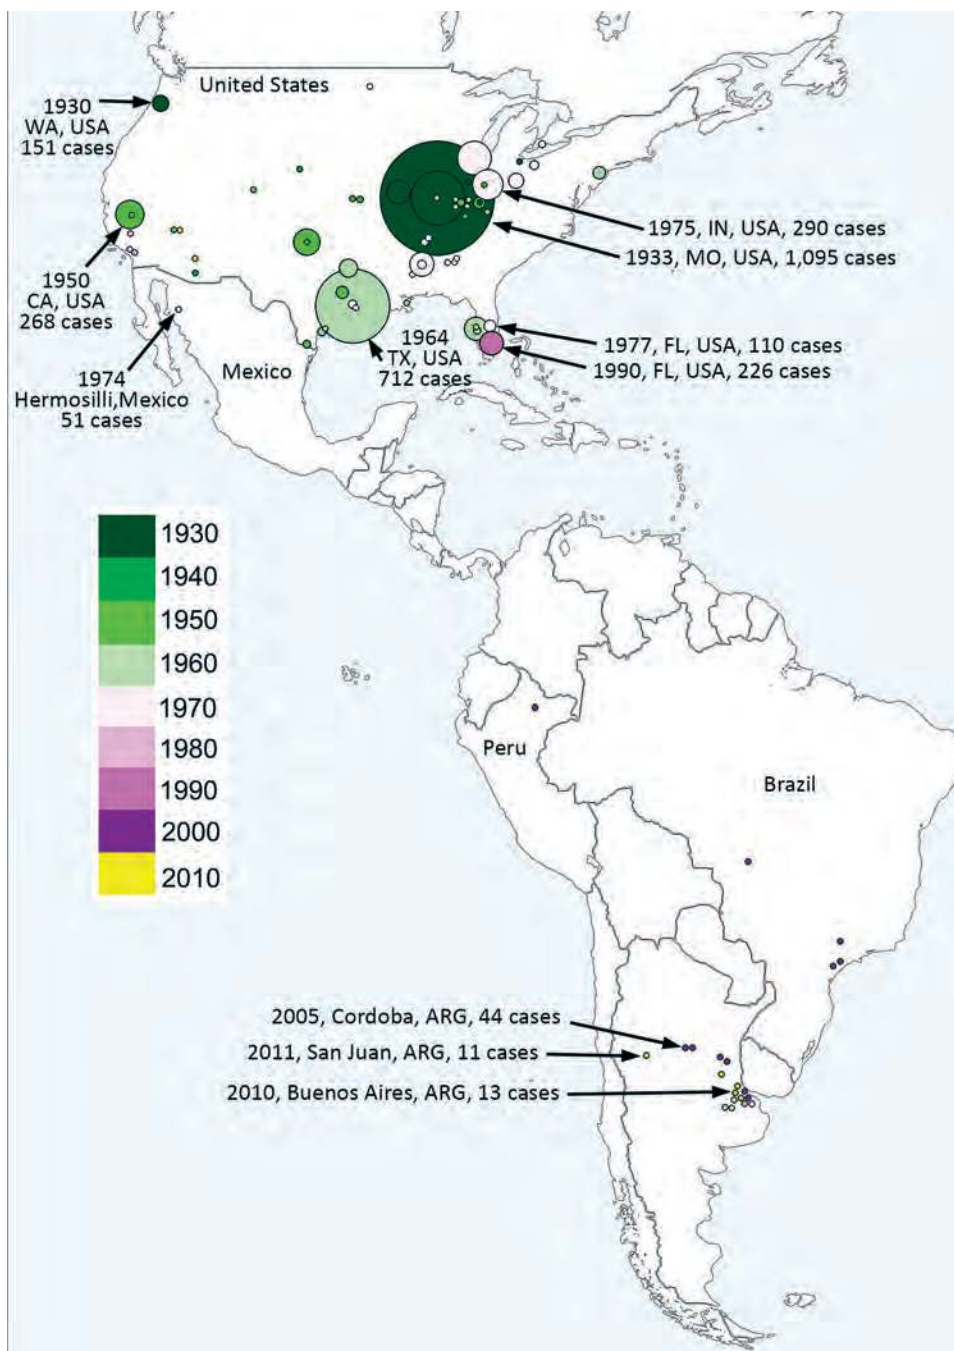 United States
1930
WA, USA
151 cases
1975, IN, USA, 290 cases
1933, MO, USA, 1,095 cases
1950
CA, USA
268 cases
1964
TX, USA
712 cases
1977, FL, USA, 110 cases
1990, FL, USA, 226 cases
Mexico
1974
Hermosilli,Mexico
51 cases
1930
1940
1950
1960
1970
1980
1990
2000
2010
Peru
Brazil
2005, Cordoba, ARG, 44 cases
2011, San Juan, ARG, 11 cases
2010, Buenos Aires, ARG, 13 cases